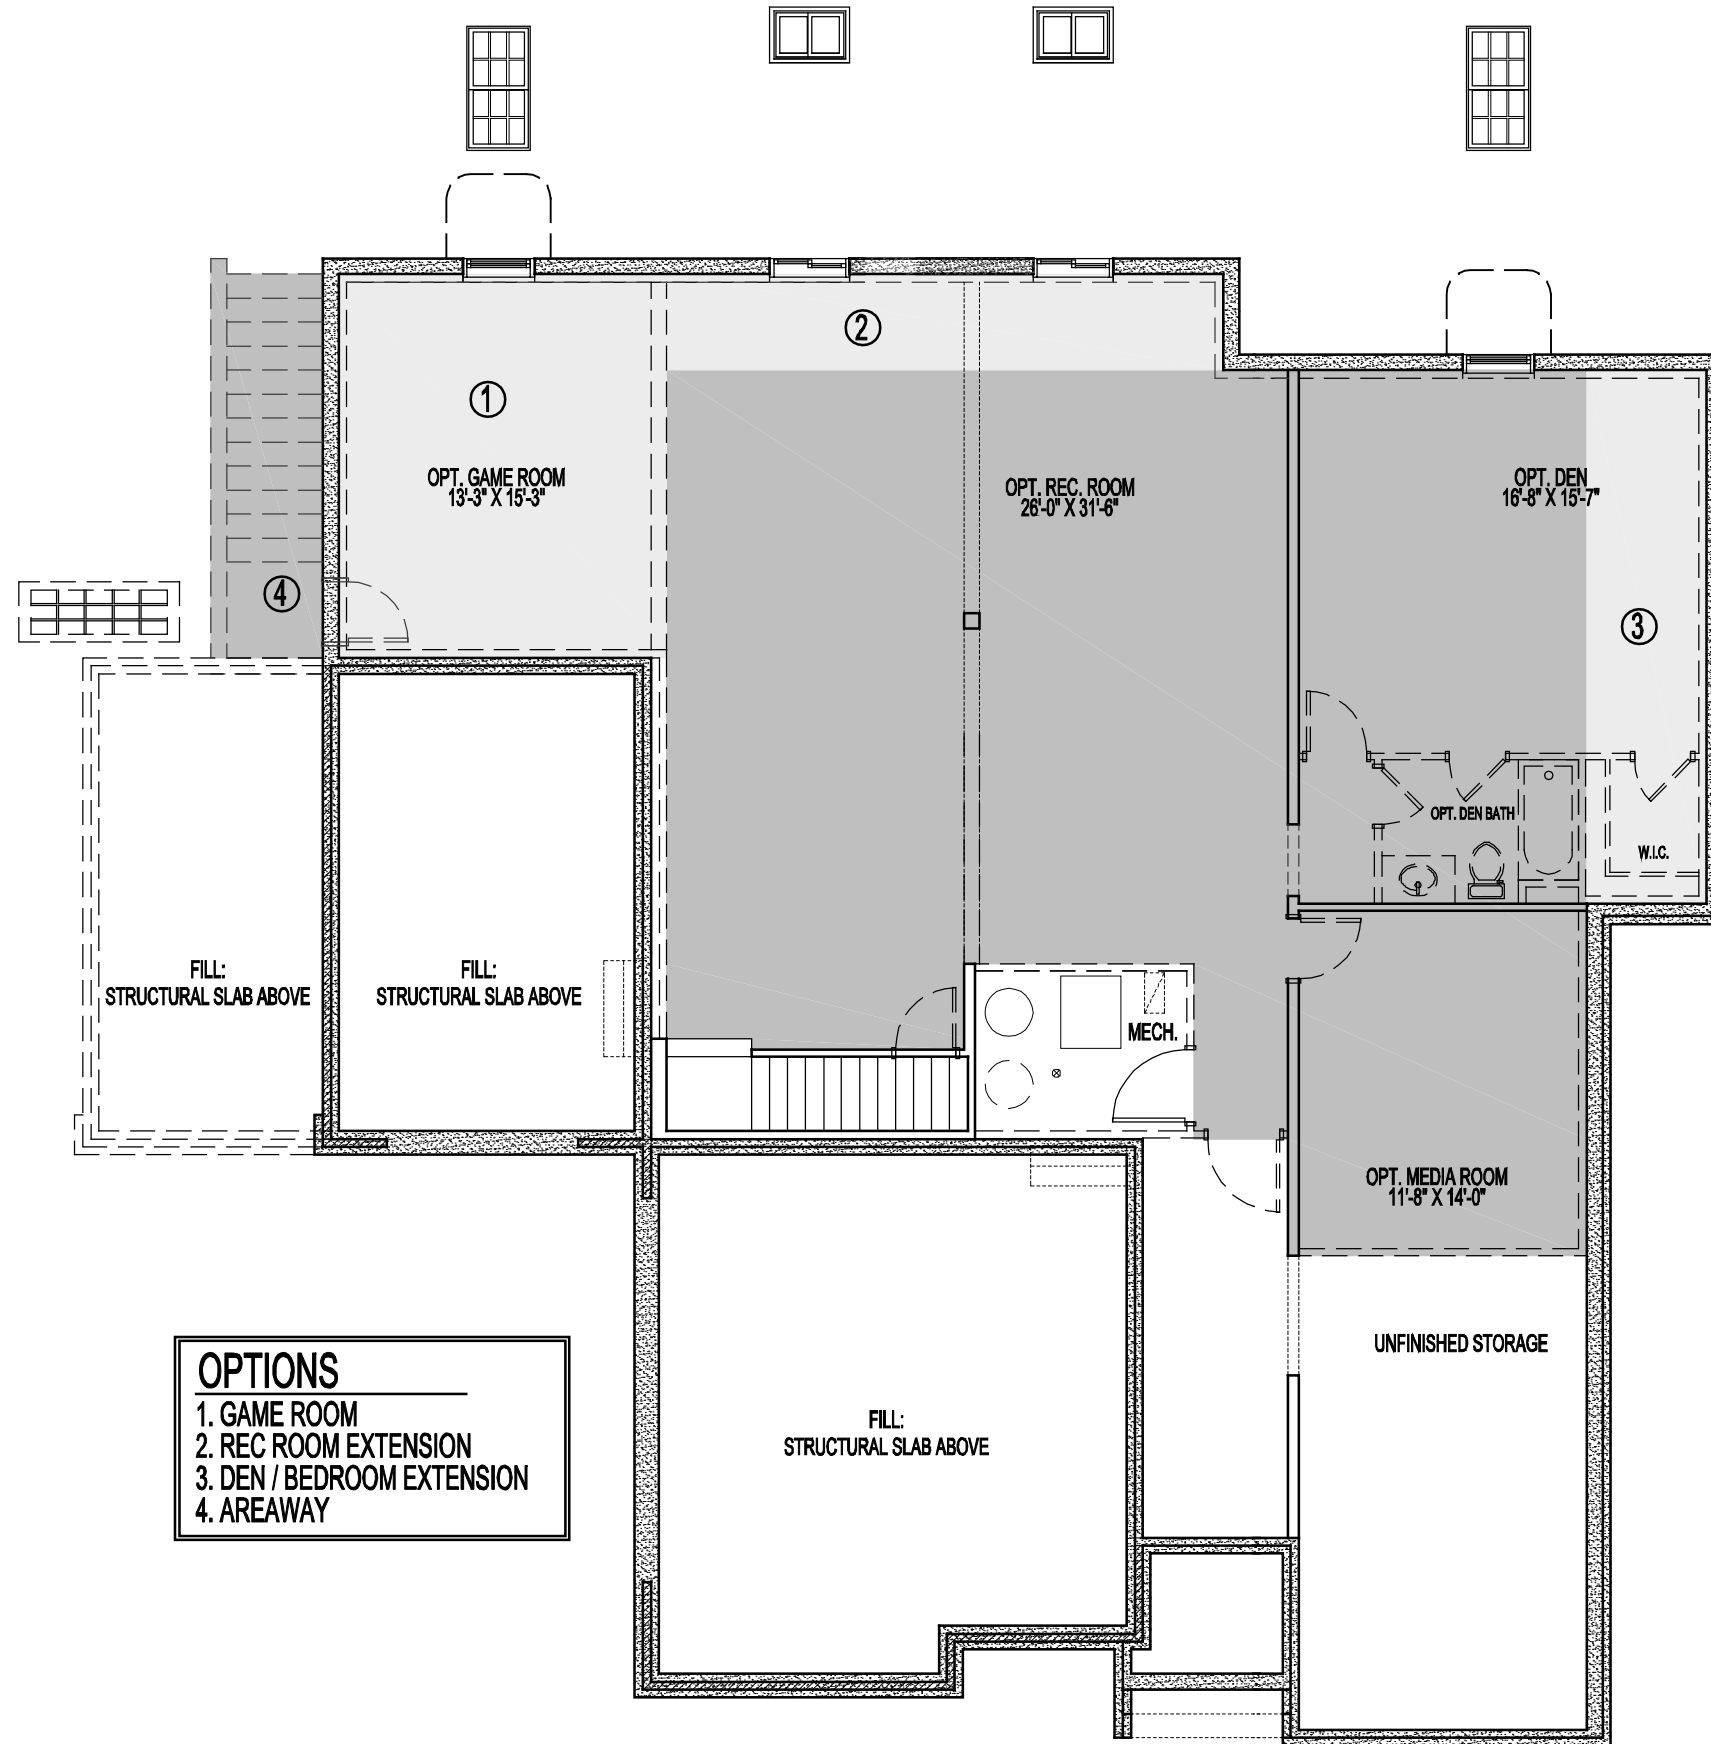 2
1
OPT. GAME ROOM
13'-3" X 15'-3"
OPT. REC. ROOM
26'-0" X 31'-6"
OPT. DEN
16'-8" X 15'-7"
4
3
OPT. DEN BATH
W.I.C.
FILL:
STRUCTURAL SLAB ABOVE
FILL:
STRUCTURAL SLAB ABOVE
MECH.
OPT. MEDIA ROOM
11'-8" X 14'-0"
UNFINISHED STORAGE
FILL:
STRUCTURAL SLAB ABOVE
OPTIONS
1. GAME ROOM
2. REC ROOM EXTENSION
3. DEN / BEDROOM EXTENSION
4. AREAWAY